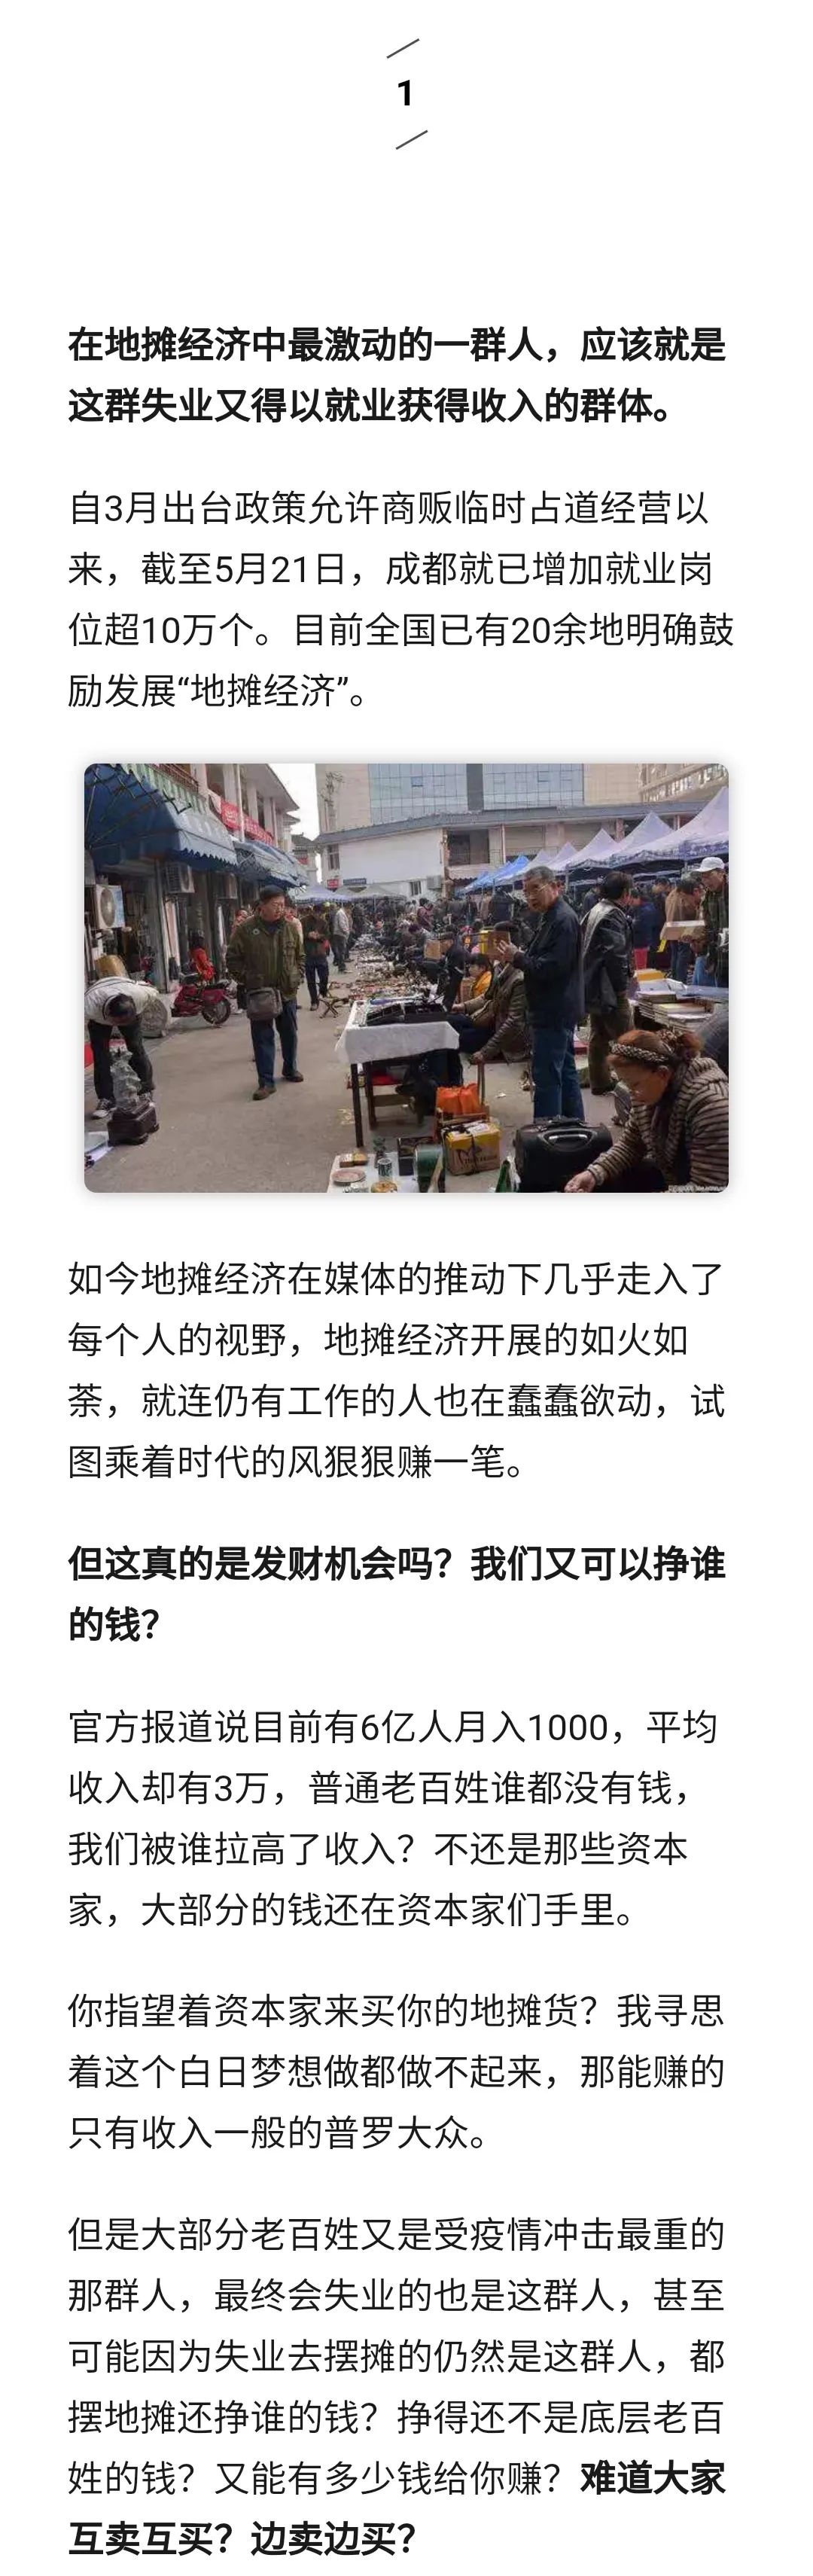 1
在地摊经济中最激动的一群人，应该就是
这群失业又得以就业获得收入的群体。
自3月出台政策允许商贩临时占道经营以
来，截至5月21日，成都就已增加就业岗
位超10万个。目前全国已有20余地明确鼓
励发展“地摊经济”。
如今地摊经济在媒体的推动下几乎走入了
每个人的视野，地摊经济开展的如火如
荼，就连仍有工作的人也在蠢蠢欲动，试
图乘着时代的风狠狠赚一笔。
但这真的是发财机会吗？我们又可以挣谁
的钱？
官方报道说目前有6亿人月入1000，平均
收入却有3万，普通老百姓谁都没有钱，
我们被谁拉高了收入？不还是那些资本
家，大部分的钱还在资本家们手里。
你指望着资本家来买你的地摊货？我寻思
着这个白日梦想做都做不起来，那能赚的
只有收入一般的普罗大众。
但是大部分老百姓又是受疫情冲击最重的
那群人，最终会失业的也是这群人，甚至
可能因为失业去摆摊的仍然是这群人，都
摆地摊还挣谁的钱？挣得还不是底层老百
姓的钱？又能有多少钱给你赚？难道大家
互卖互买？边卖边买？